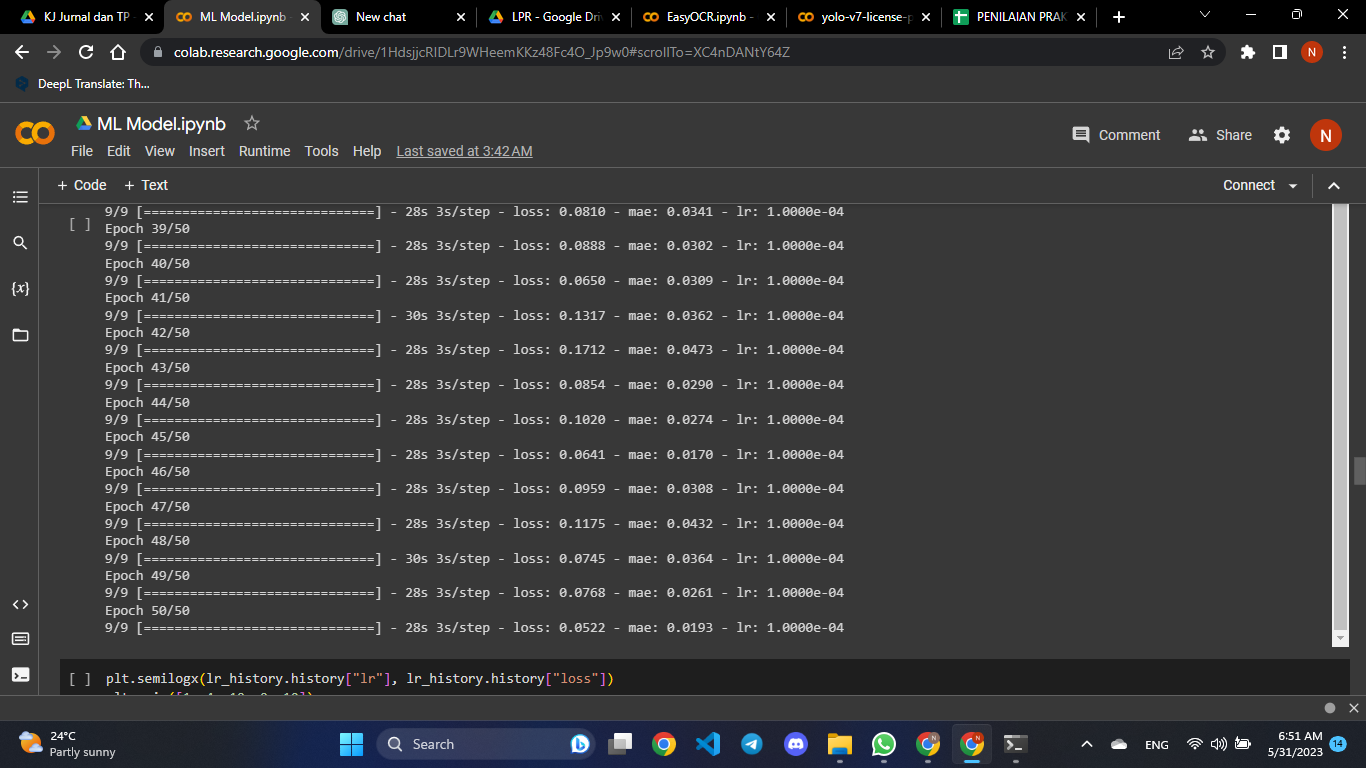 KJ Jurnal dan TP -
ML Model.ipynb
New chat
LPR - Google Dri
EasyOCR.ipynb -
yolo-v7-license-p
PENILAIAN PRAK
colab.research.google.com/drive/1HdsjjcRIDLr9WHeemKKz48Fc4O_Jp9w0#scrollTo=XC4nDANtY64Z
N
DeepL Translate: Th...
ML Model.ipynb
Comment
Share
N
File Edit View Insert Runtime Tools Help Last saved at 3:42 AM
+ Code + Text
Connect
9/9 [==============================] - 28s 3s/step - loss: 0.0810 - mae: 0.0341 - lr: 1.0000e-04
[ ] Epoch 39/50
9/9 [==============================] - 28s 3s/step - loss: 0.0888 - mae: 0.0302 - lr: 1.0000e-04
Epoch 40/50
9/9 [==============================] - 28s 3s/step - loss: 0.0650 - mae: 0.0309 - lr: 1.0000e-04
Epoch 41/50
9/9 [==============================] - 30s 3s/step - loss: 0.1317 - mae: 0.0362 - lr: 1.0000e-04
Epoch 42/50
9/9 [==============================] - 28s 3s/step - loss: 0.1712 - mae: 0.0473 - lr: 1.0000e-04
Epoch 43/50
9/9 [==============================] - 28s 3s/step - loss: 0.0854 - mae: 0.0290 - lr: 1.0000e-04
Epoch 44/50
9/9 [==============================] - 28s 3s/step - loss: 0.1020 - mae: 0.0274 - lr: 1.0000e-04
Epoch 45/50
9/9 [==============================] - 28s 3s/step - loss: 0.0641 - mae: 0.0170 - lr: 1.0000e-04
Epoch 46/50
9/9 [==============================] - 28s 3s/step - loss: 0.0959 - mae: 0.0308 - lr: 1.0000e-04
Epoch 47/50
9/9 [==============================] - 28s 3s/step - loss: 0.1175 - mae: 0.0432 - lr: 1.0000e-04
Epoch 48/50
9/9 [==============================] - 30s 3s/step - loss: 0.0745 - mae: 0.0364 - lr: 1.0000e-04
Epoch 49/50
9/9 [==============================] - 28s 3s/step - loss: 0.0768 - mae: 0.0261 - lr: 1.0000e-04
Epoch 50/50
9/9 [==============================] - 28s 3s/step - loss: 0.0522 - mae: 0.0193 - lr: 1.0000e-04
{x}
[ ] plt.semilogx(lr_history.history["lr"], lr_history.history["loss"])
24°C
Partly sunny
Search
ENG
6:51 AM
5/31/2023
14